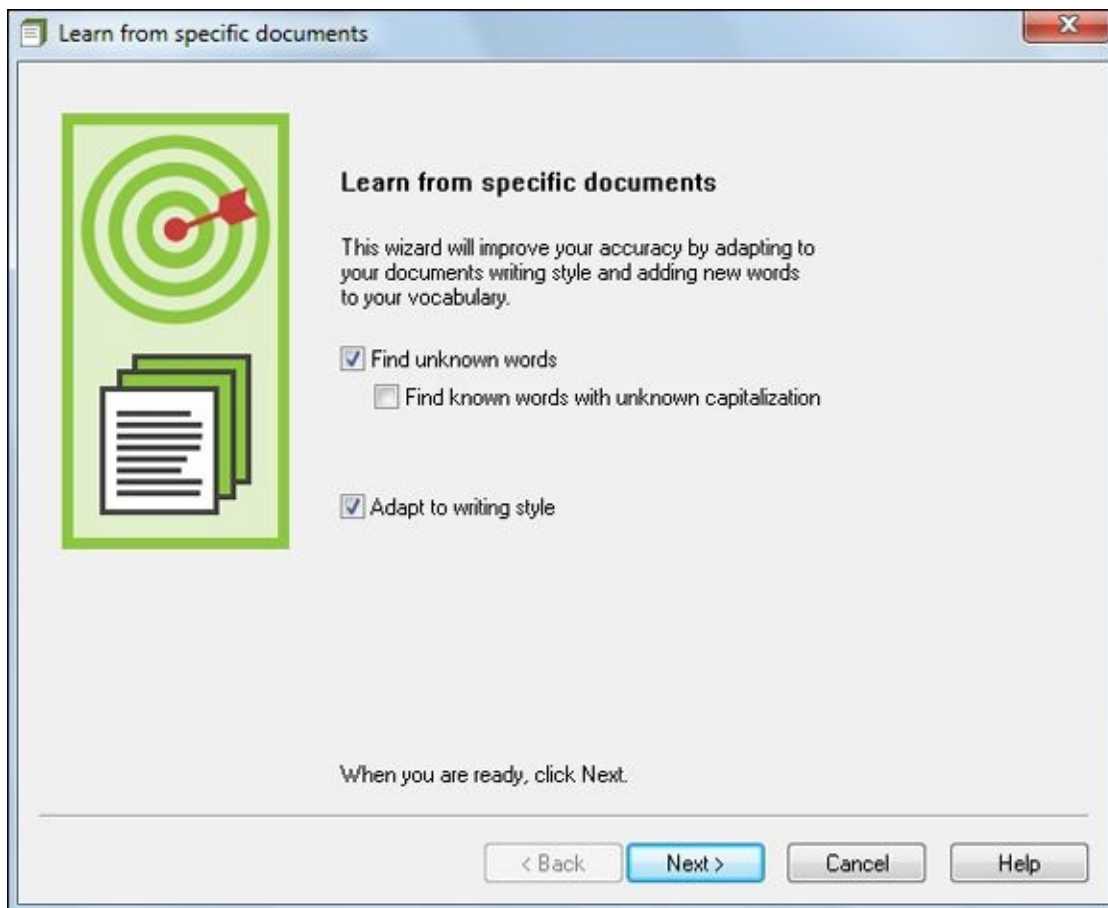 Learn from specific documents
Learn from specific documents
This wizard will improve your accuracy by adapting to
your documents writing style and adding new words
to your vocabulary.
Find unknown words
Find known words with unknown capitalization
Adapt to writing style
When you are ready, click Next.
< Back Next > Cancel Help